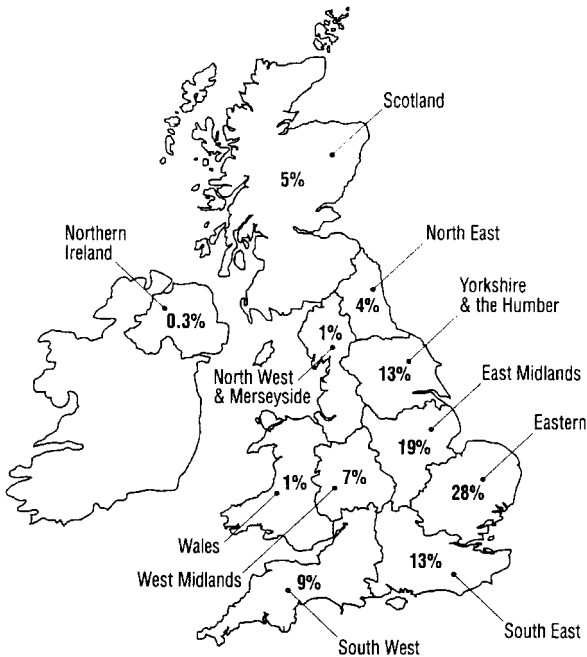 Scotland
5%
Northern
Ireland
North East
Yorkshire
& the Humber
4%
0.3%
1%
North West
& Merseyside
13%
East Midlands
19%
Eastern
1%
7%
28%
Wales
West Midlands
13%
9%
South East
South West